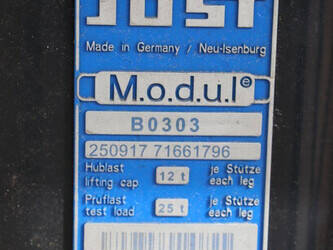 JOST
Made in Germany / Neu-Isenburg
M.o.d.u.l ®
B0303
250917 71661796
Hublast 12 t je Stütze
lifting cap. each leg
Prüflast 25 t je Stütze
test load each leg